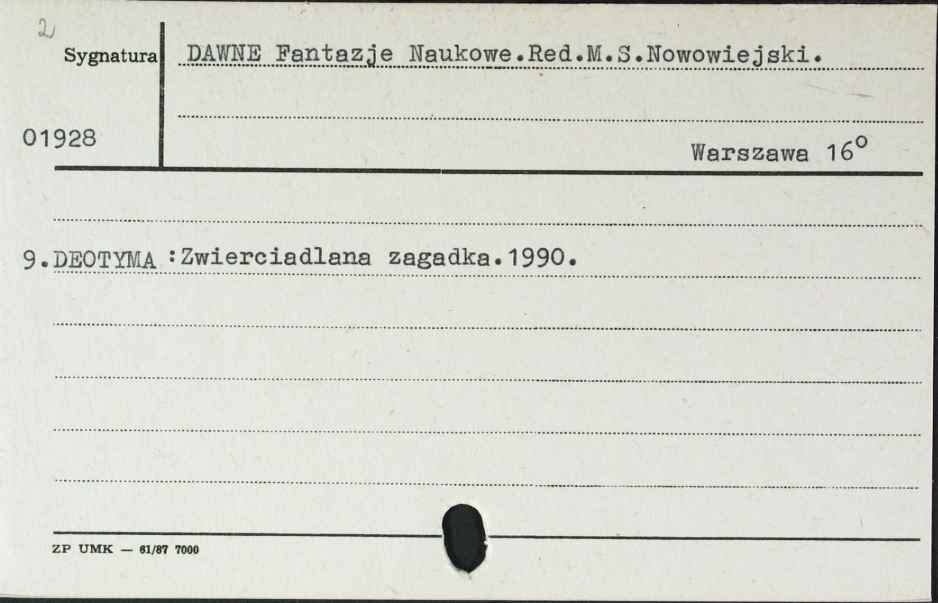 2
Sygnatura
DAWNE Fantazje Naukowe.Red.M.S.Nowowiejski.
01928
Warszawa 16°
9.DEOTYMA :Zwierciadlana zagadka.1990.
ZP UMK — 61/87 7000